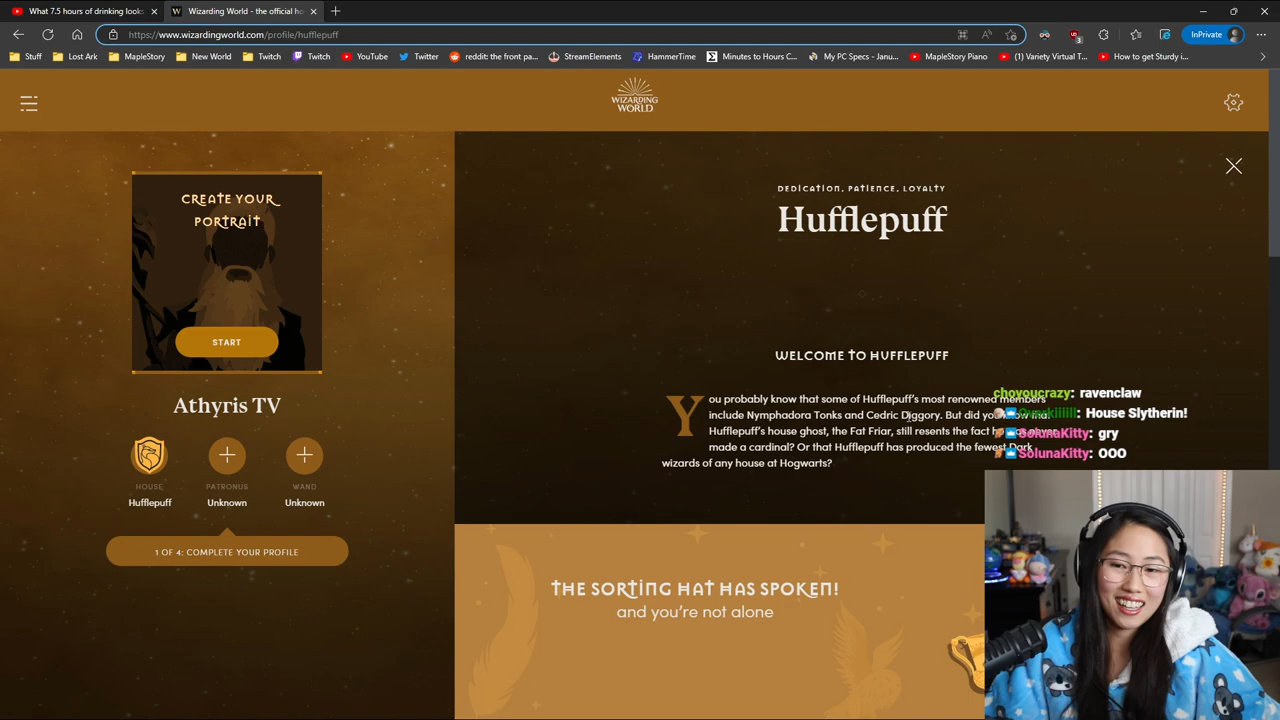 What 7.5 hours of drinking looks
Wizarding World - the official ho
https://www.wizardingworld.com/profile/hufflepuff
InPrivate
Stuff
Lost Ark
MapleStory
New World
Twitch
Twitch
YouTube
Twitter
reddit: the front pa...
StreamElements
HammerTime
Minutes to Hours C...
My PC Specs - Janu...
MapleStory Piano
(1) Variety Virtual T...
How to get Sturdy i...
WIZARDING
WORLD
CREATE YOUR
PORTRAIT
START
Athyris TV
HOUSE
PATRONUS
WAND
Hufflepuff
Unknown
Unknown
1 OF 4: COMPLETE YOUR PROFILE
DEDICATION, PATIENCE, LOYALTY
Hufflepuff
WELCOME TO HUFFLEPUFF
You probably know that some of Hufflepuff's most renowned members
include Nymphadora Tonks and Cedric Diggory. But did you know that
Hufflepuff's house ghost, the Fat Friar, still resents the fact he
made a cardinal? Or that Hufflepuff has produced the fewest Dark
wizards of any house at Hogwarts?
choyoucrazy: ravenclaw
House Slytherin!
SolunaKitty: gry
SolunaKitty: OOO
THE SORTING HAT HAS SPOKEN!
and you're not alone